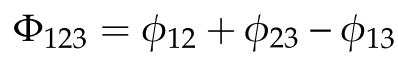 Φ₁₂₃ = ϕ₁₂ + ϕ₂₃ − ϕ₁₃